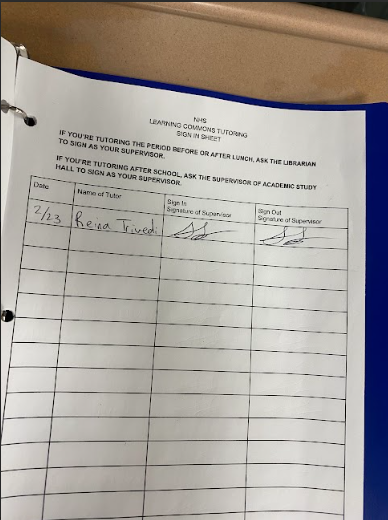 NHS
LEARNING COMMONS TUTORING
SIGN IN SHEET
IF YOU'RE TUTORING THE PERIOD BEFORE OR AFTER LUNCH, ASK THE LIBRARIAN
TO SIGN AS YOUR SUPERVISOR.
IF YOU'RE TUTORING AFTER SCHOOL, ASK THE SUPERVISOR OF ACADEMIC STUDY
HALL TO SIGN AS YOUR SUPERVISOR.
Date Name of Tutor Sign In Sign Out
Signature of Supervisor Signature of Supervisor
2/23 Trivedi